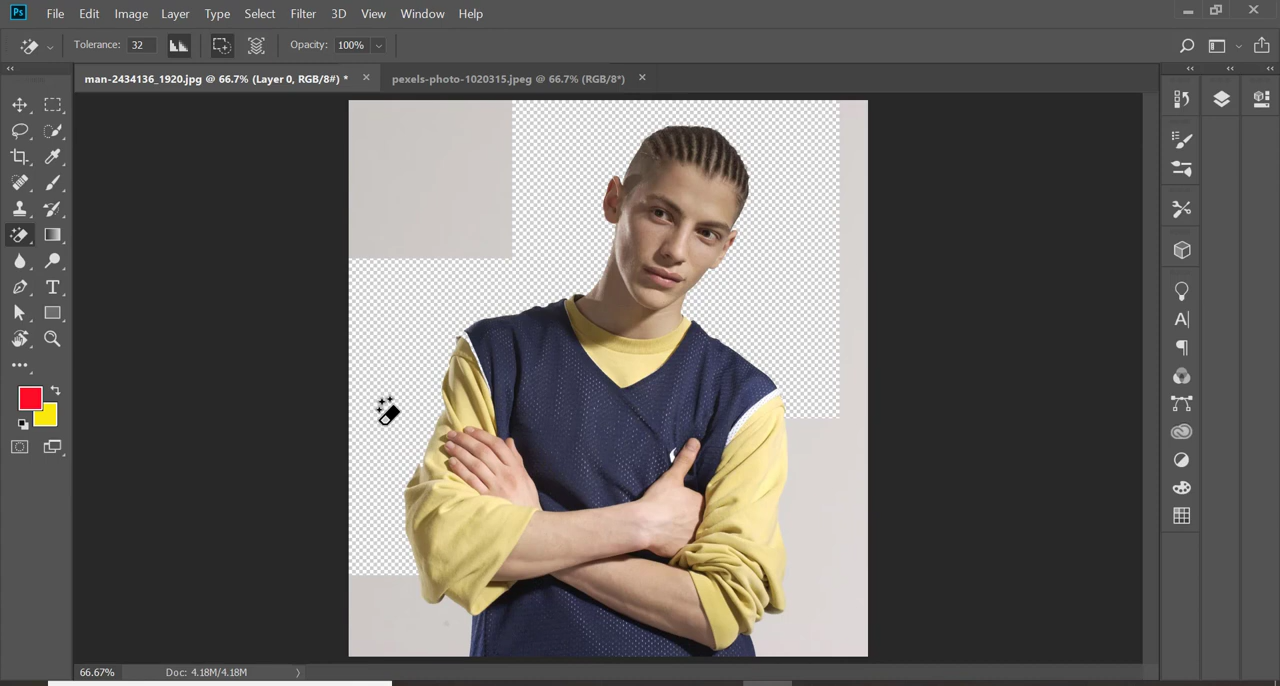 Ps File Edit Image Layer Type Select Filter 3D View Window Help
Tolerance: 32 Opacity: 100%
man-2434136_1920.jpg @ 66.7% (Layer 0, RGB/8#) * pexels-photo-1020315.jpeg @ 66.7% (RGB/8*)
66.67% Doc: 4.18M/4.18M